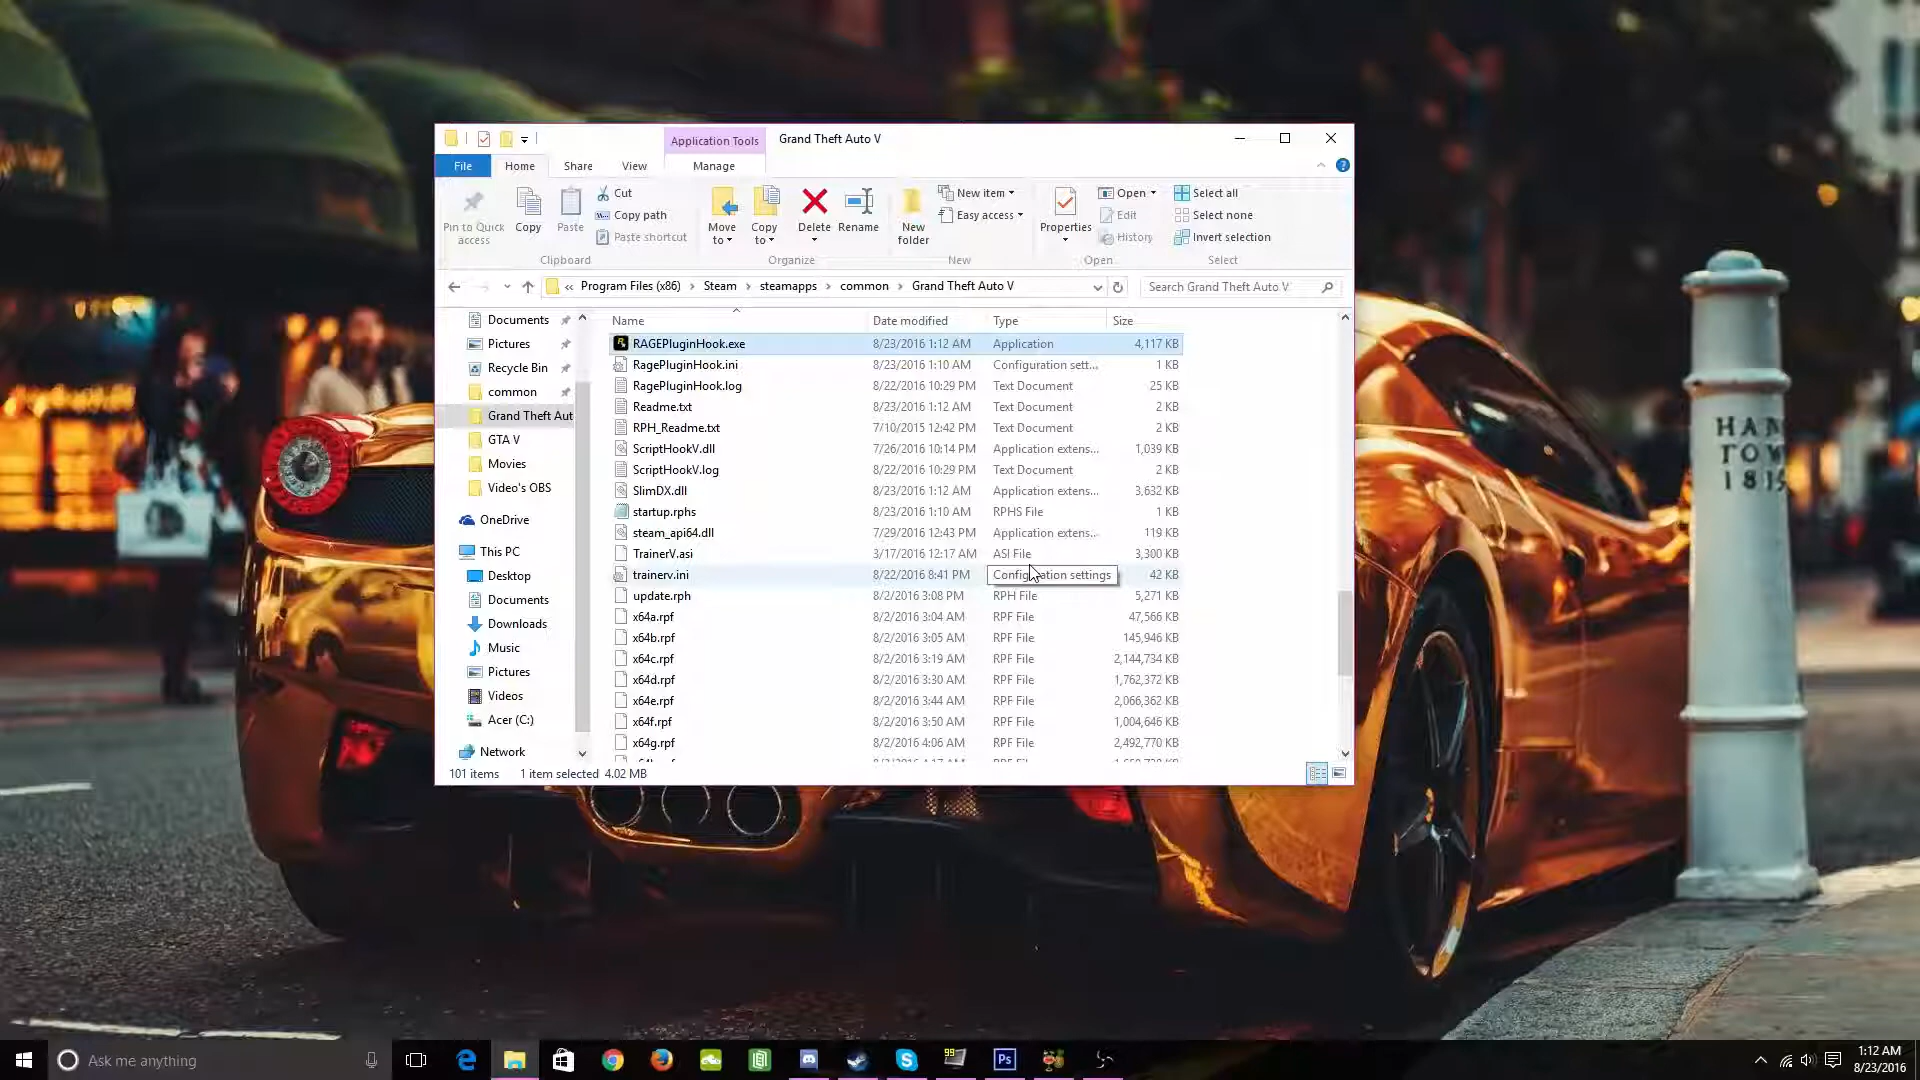 Application Tools
Grand Theft Auto V
File
Home
Share
View
Manage
Pin to Quick access
Copy
Paste
Cut
Copy path
Paste shortcut
Clipboard
Move to
Copy to
Delete
Rename
Organize
New folder
New item
Easy access
New
Properties
Open
Edit
History
Open
Select all
Select none
Invert selection
Select
« Program Files (x86) > Steam > steamapps > common > Grand Theft Auto V
Search Grand Theft Auto V
Documents
Pictures
Recycle Bin
common
Grand Theft Aut
GTA V
Movies
Video's OBS
OneDrive
This PC
Desktop
Documents
Downloads
Music
Pictures
Videos
Acer (C:)
Network
Name Date modified Type Size
RAGEPluginHook.exe 8/23/2016 1:12 AM Application 4,117 KB
RagePluginHook.ini 8/23/2016 1:10 AM Configuration sett... 1 KB
RagePluginHook.log 8/22/2016 10:29 PM Text Document 25 KB
Readme.txt 8/23/2016 1:12 AM Text Document 2 KB
RPH_Readme.txt 7/10/2015 12:42 PM Text Document 2 KB
ScriptHookV.dll 7/26/2016 10:14 PM Application extens... 1,039 KB
ScriptHookV.log 8/22/2016 10:29 PM Text Document 2 KB
SlimDX.dll 8/23/2016 1:12 AM Application extens... 3,632 KB
startup.rphs 8/23/2016 1:10 AM RPHS File 1 KB
steam_api64.dll 7/29/2016 12:43 PM Application extens... 119 KB
TrainerV.asi 3/17/2016 12:17 AM ASI File 3,300 KB
trainerv.ini 8/22/2016 8:41 PM Configuration settings 42 KB
update.rph 8/2/2016 3:08 PM RPH File 5,271 KB
x64a.rpf 8/2/2016 3:04 AM RPF File 47,566 KB
x64b.rpf 8/2/2016 3:05 AM RPF File 145,946 KB
x64c.rpf 8/2/2016 3:19 AM RPF File 2,144,734 KB
x64d.rpf 8/2/2016 3:30 AM RPF File 1,762,372 KB
x64e.rpf 8/2/2016 3:44 AM RPF File 2,066,362 KB
x64f.rpf 8/2/2016 3:50 AM RPF File 1,004,646 KB
x64g.rpf 8/2/2016 4:06 AM RPF File 2,492,770 KB
101 items 1 item selected 4.02 MB
HAN
TOW
1815
Ask me anything
99
Ps
1:12 AM
8/23/2016